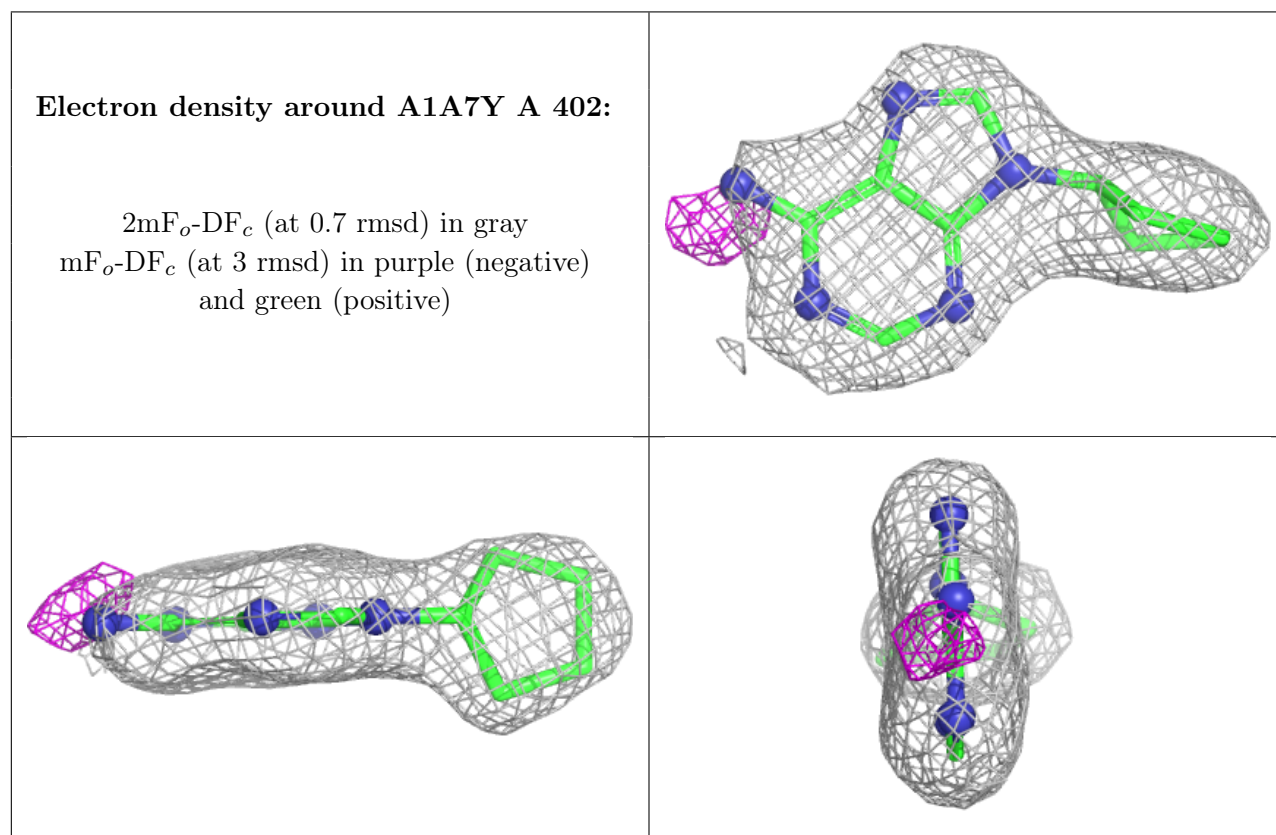 Electron density around A1A7Y A 402:
2mFo-DFc (at 0.7 rmsd) in gray
mFo-DFc (at 3 rmsd) in purple (negative)
and green (positive)